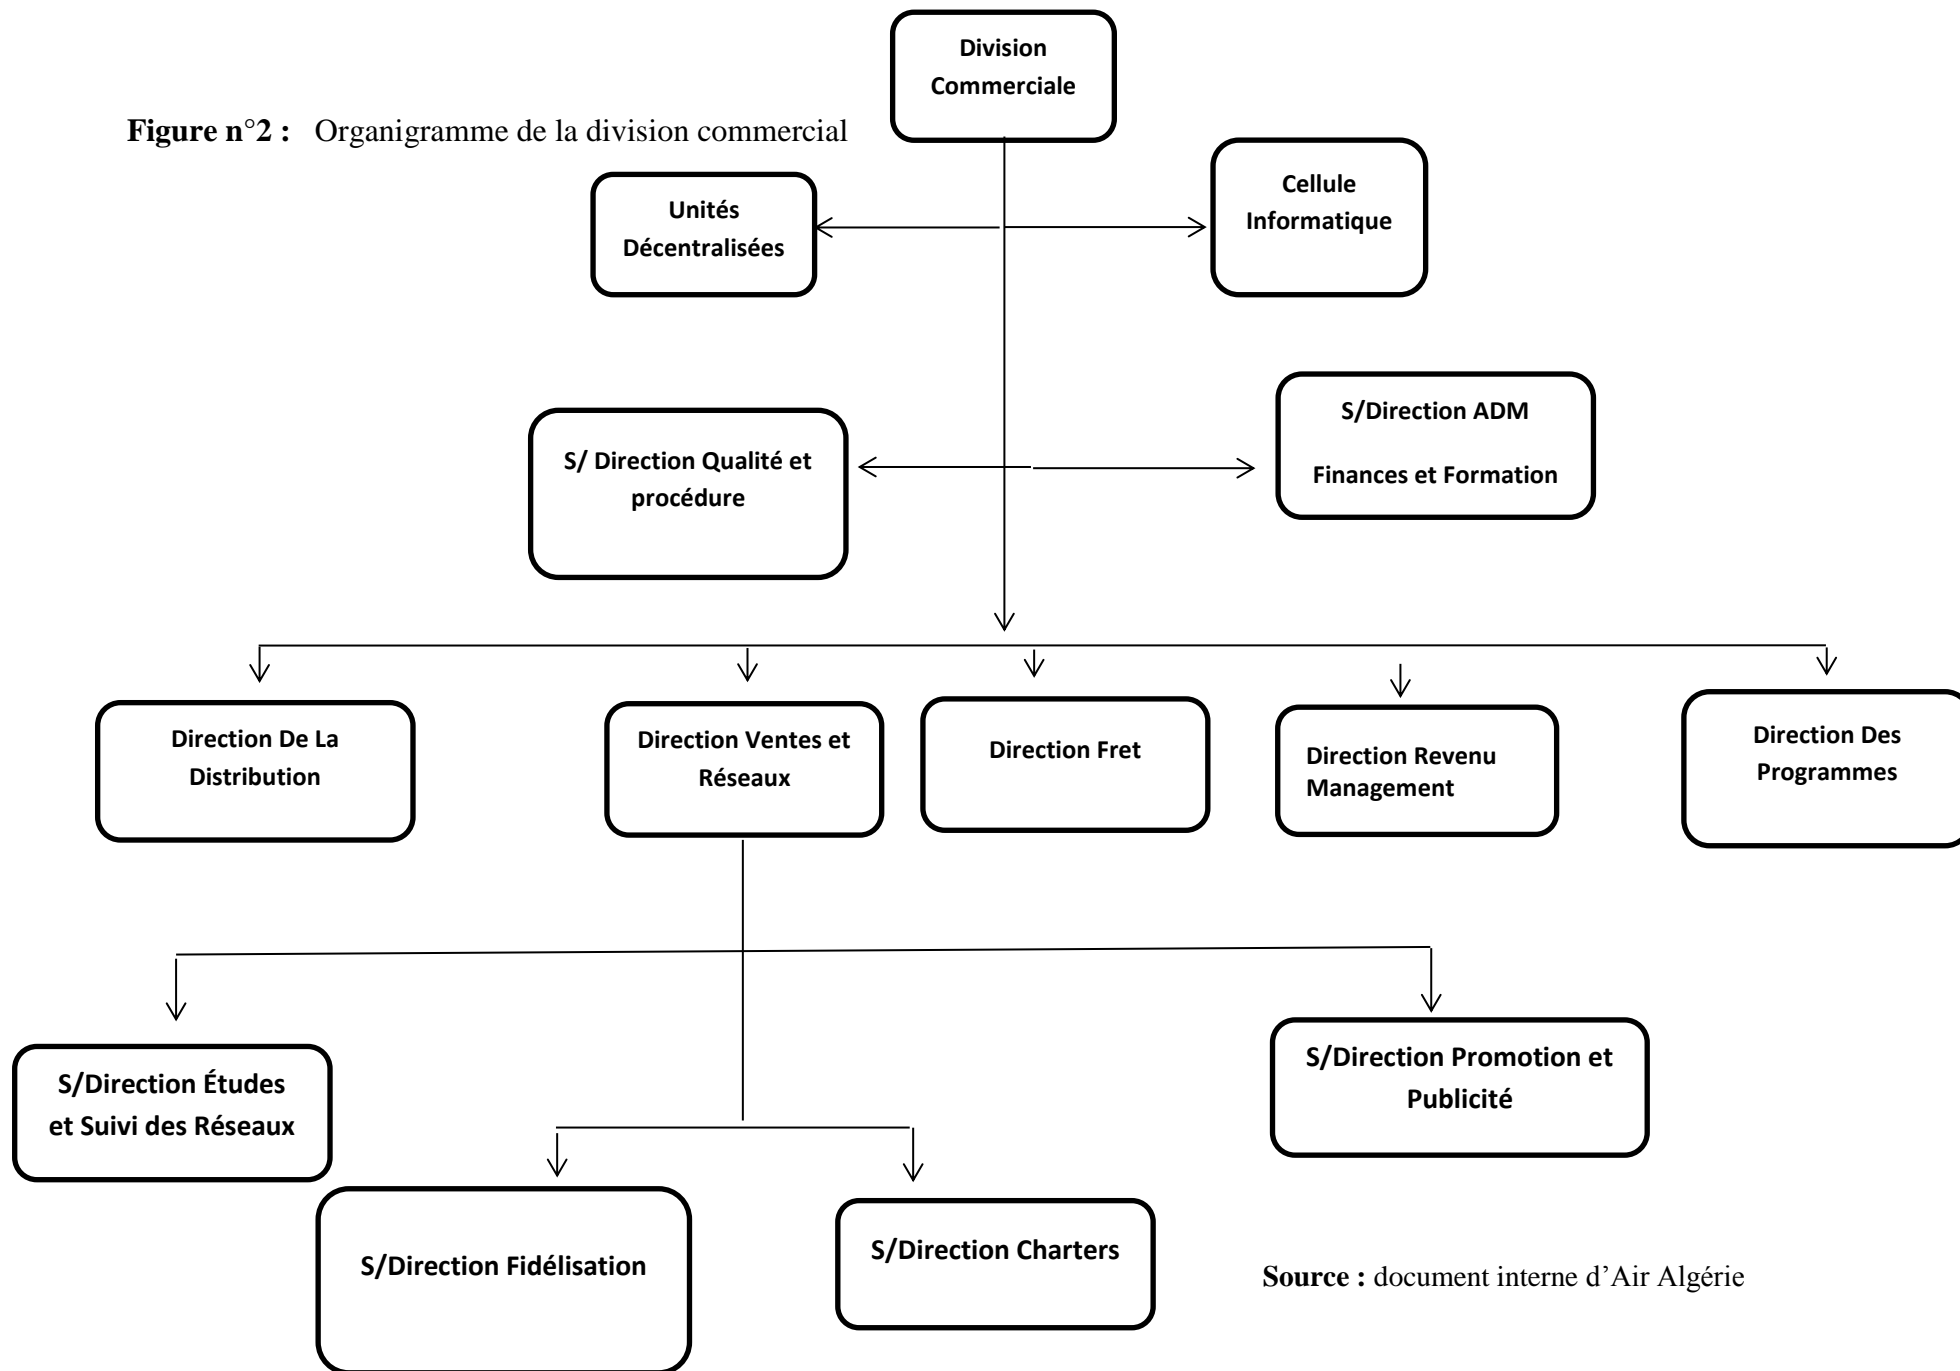 Division
Commerciale
Figure n°2 : Organigramme de la division commercial
Unités
Décentralisées
Cellule
Informatique
S/ Direction Qualité et
procédure
S/Direction ADM
Finances et Formation
Direction De La
Distribution
Direction Ventes et
Réseaux
Direction Fret
Direction Revenu
Management
Direction Des
Programmes
S/Direction Études
et Suivi des Réseaux
S/Direction Fidélisation
S/Direction Charters
S/Direction Promotion et
Publicité
Source : document interne d’Air Algérie